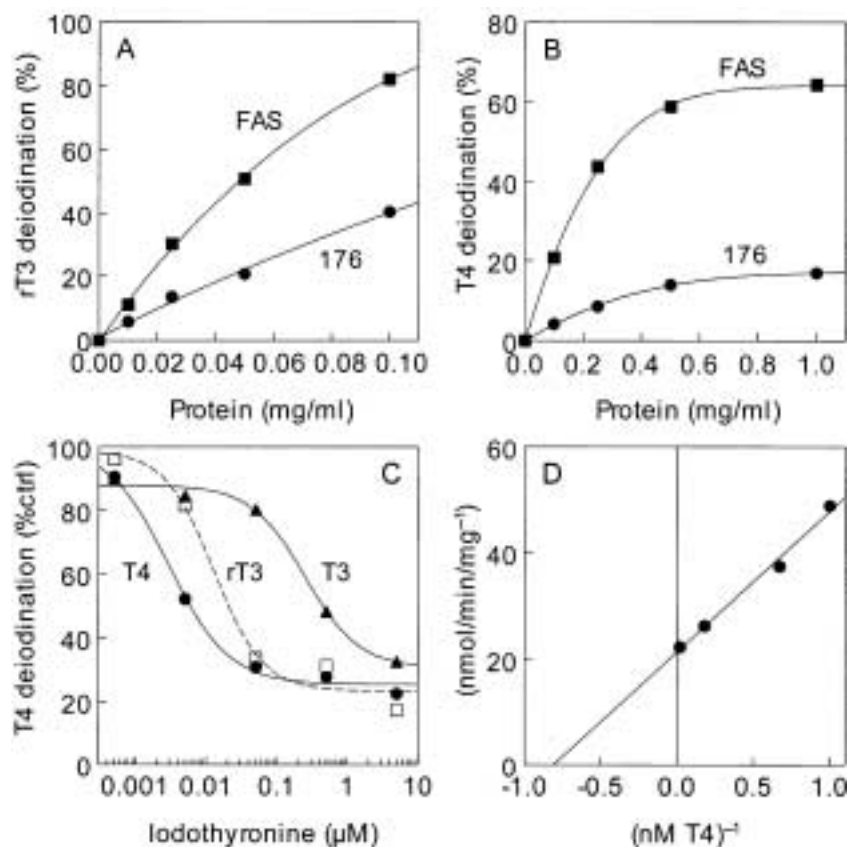 A
rT3 deiodination (%)
100
80
60
40
20
0
FAS
176
0.00 0.02 0.04 0.06 0.08 0.10
Protein (mg/ml)
B
T4 deiodination (%)
80
60
40
20
0
FAS
176
0.0 0.2 0.4 0.6 0.8 1.0
Protein (mg/ml)
C
T4 deiodination (%ctrl)
100
80
60
40
20
0
T4
rT3
T3
0.001 0.01 0.1 1 10
Iodothyronine (µM)
D
(nmol/min/mg)⁻¹
60
40
20
0
-1.0 -0.5 0.0 0.5 1.0
(nM T4)⁻¹